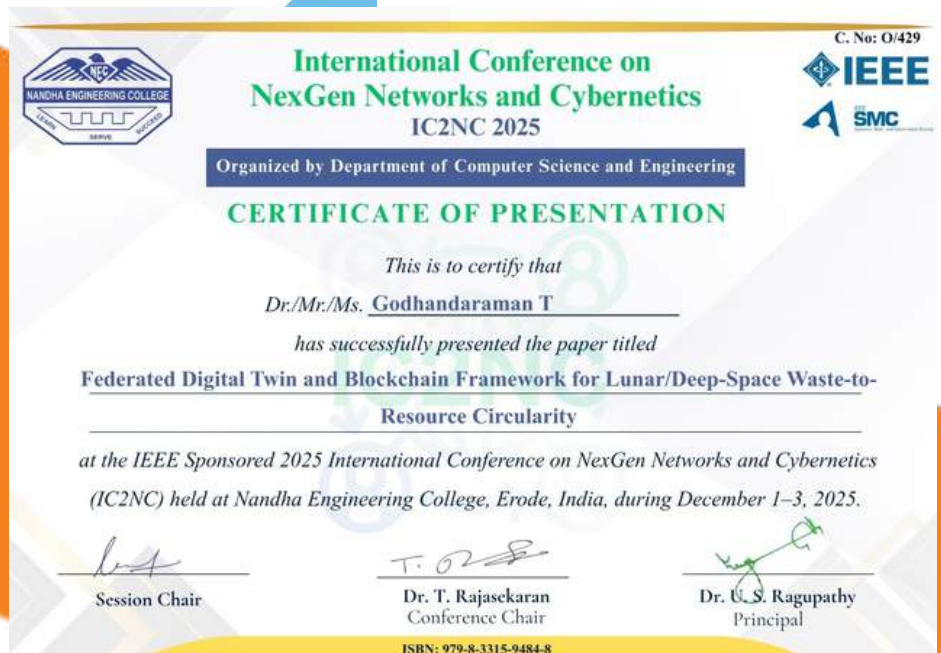 C. No: O/429
NEC
NANDHA ENGINEERING COLLEGE
LEARN
SERVE
SUCCEED
International Conference on
NexGen Networks and Cybernetics
IC2NC 2025
IEEE
IEEE
SMC
Organized by Department of Computer Science and Engineering
CERTIFICATE OF PRESENTATION
This is to certify that
Dr./Mr./Ms. Godhandaraman T
has successfully presented the paper titled
IC2NC
Federated Digital Twin and Blockchain Framework for Lunar/Deep-Space Waste-to-
Resource Circularity
at the IEEE Sponsored 2025 International Conference on NexGen Networks and Cybernetics
(IC2NC) held at Nandha Engineering College, Erode, India, during December 1–3, 2025.
Session Chair
Dr. T. Rajasekaran
Conference Chair
Dr. U. S. Ragupathy
Principal
ISBN: 979-8-3315-9484-8